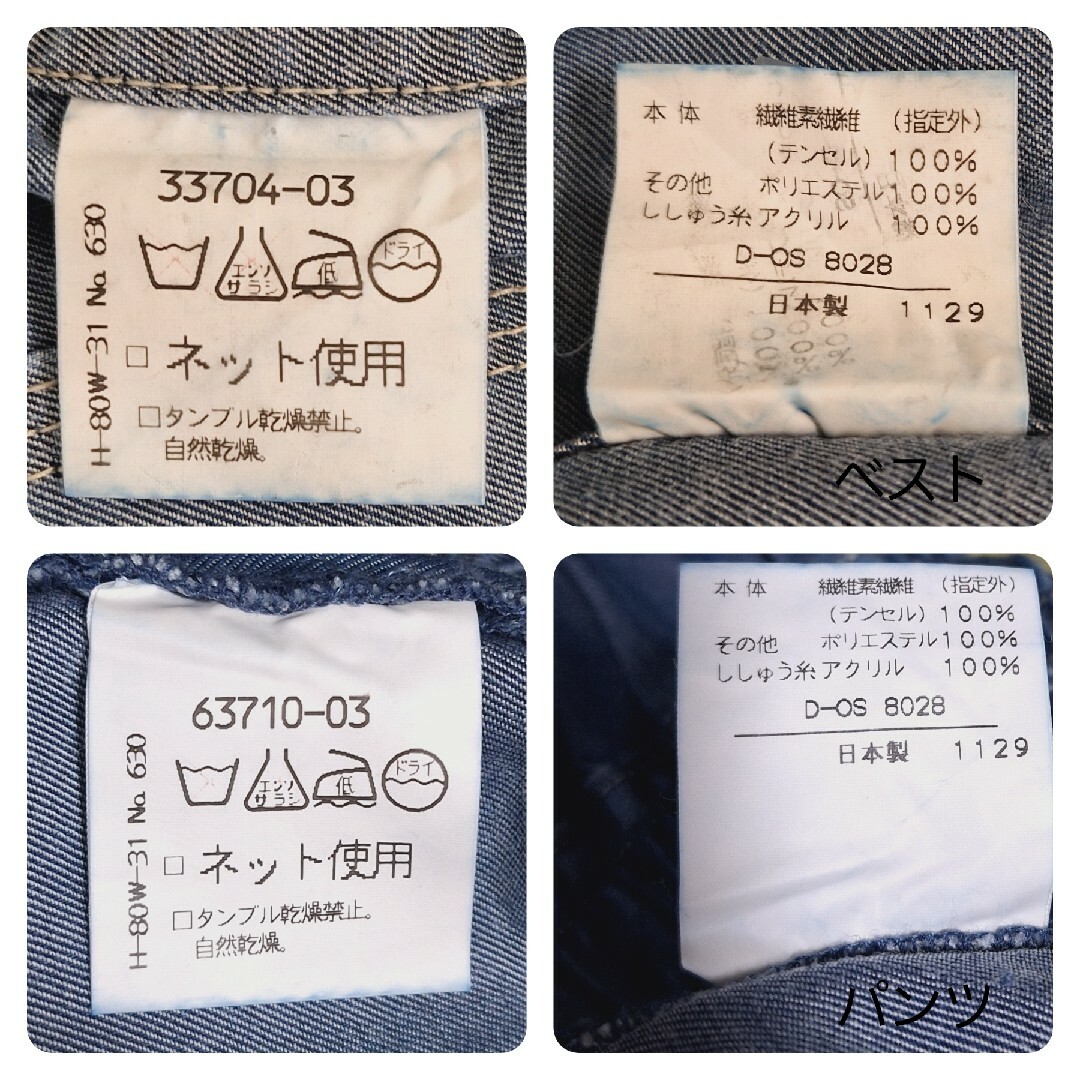 33704-03
エンソ
サラシ
低
ドライ
□ ネット使用
□タンブル乾燥禁止。
自然乾燥。
H-80W-31 No. 630
本体 繊維素繊維 (指定外)
(テンセル) 100%
その他 ポリエステル100%
ししゅう糸 アクリル 100%
D-OS 8028
日本製 1129
ベスト
63710-03
エンソ
サラシ
低
ドライ
□ ネット使用
□タンブル乾燥禁止。
自然乾燥。
H-80W-31 No. 630
本体 繊維素繊維 (指定外)
(テンセル) 100%
その他 ポリエステル100%
ししゅう糸 アクリル 100%
D-OS 8028
日本製 1129
パンツ